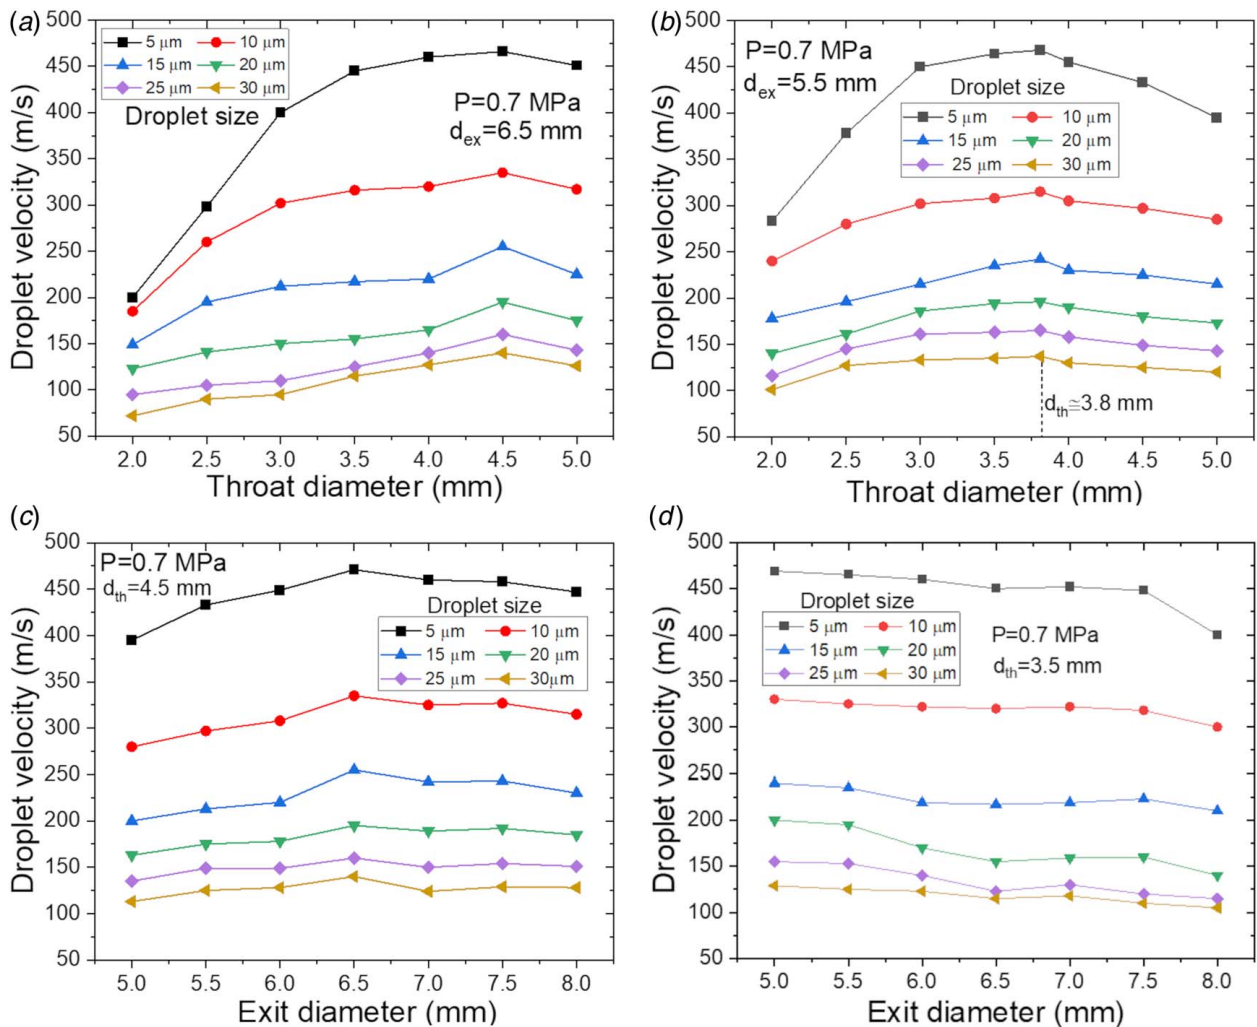 (a)
500
450
400
350
300
250
200
150
100
50
Droplet velocity (m/s)
5 μm 10 μm
15 μm 20 μm
25 μm 30 μm
Droplet size
P=0.7 MPa
dex=6.5 mm
2.0 2.5 3.0 3.5 4.0 4.5 5.0
Throat diameter (mm)
(b)
500
450
400
350
300
250
200
150
100
50
Droplet velocity (m/s)
P=0.7 MPa
dex=5.5 mm
Droplet size
5 μm 10 μm
15 μm 20 μm
25 μm 30 μm
dth≅3.8 mm
2.0 2.5 3.0 3.5 4.0 4.5 5.0
Throat diameter (mm)
(c)
500
450
400
350
300
250
200
150
100
50
Droplet velocity (m/s)
P=0.7 MPa
dth=4.5 mm
Droplet size
5 μm 10 μm
15 μm 20 μm
25 μm 30μm
5.0 5.5 6.0 6.5 7.0 7.5 8.0
Exit diameter (mm)
(d)
500
450
400
350
300
250
200
150
100
50
Droplet velocity (m/s)
Droplet size
5 μm 10 μm
15 μm 20 μm
25 μm 30 μm
P=0.7 MPa
dth=3.5 mm
5.0 5.5 6.0 6.5 7.0 7.5 8.0
Exit diameter (mm)